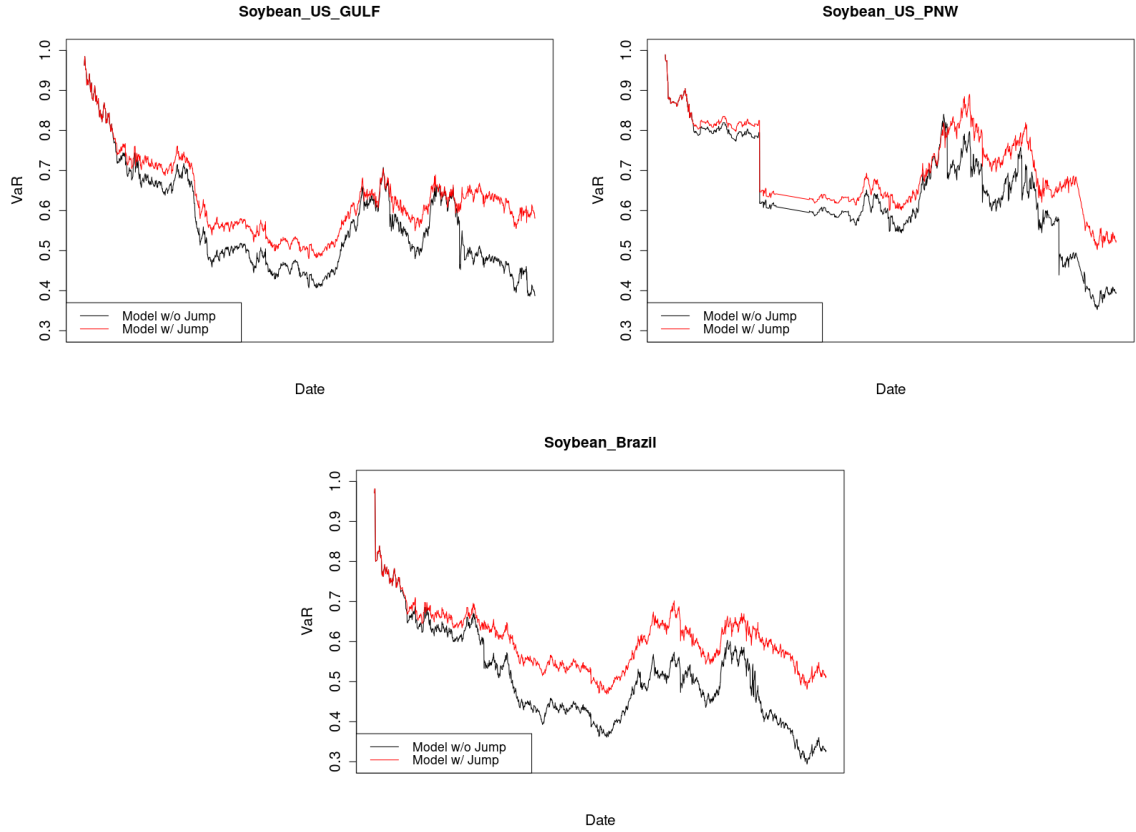 Soybean_US_GULF
VaR
1.0
0.9
0.8
0.7
0.6
0.5
0.4
0.3
Model w/o Jump
Model w/ Jump
Date
Soybean_US_PNW
VaR
1.0
0.9
0.8
0.7
0.6
0.5
0.4
0.3
Model w/o Jump
Model w/ Jump
Date
Soybean_Brazil
VaR
1.0
0.9
0.8
0.7
0.6
0.5
0.4
0.3
Model w/o Jump
Model w/ Jump
Date